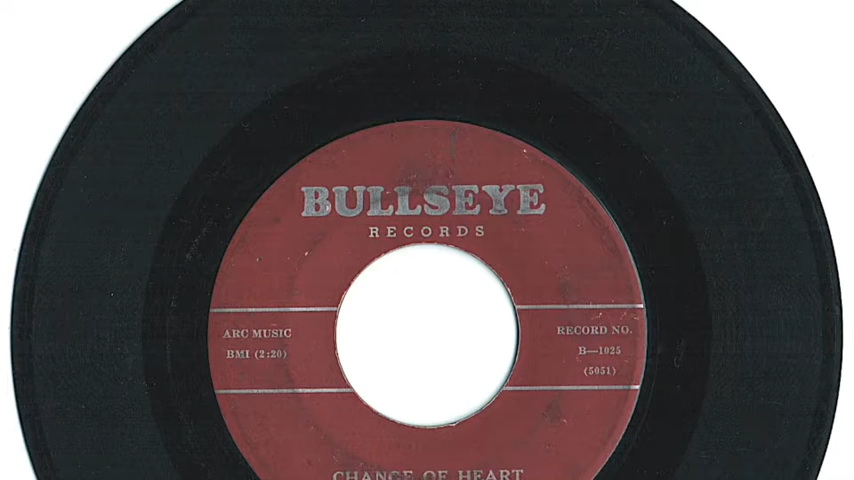 BULLSEYE
RECORDS
ARC MUSIC
BMI (2:20)
RECORD NO.
B—1025
(5051)
CHANGE OF HEART